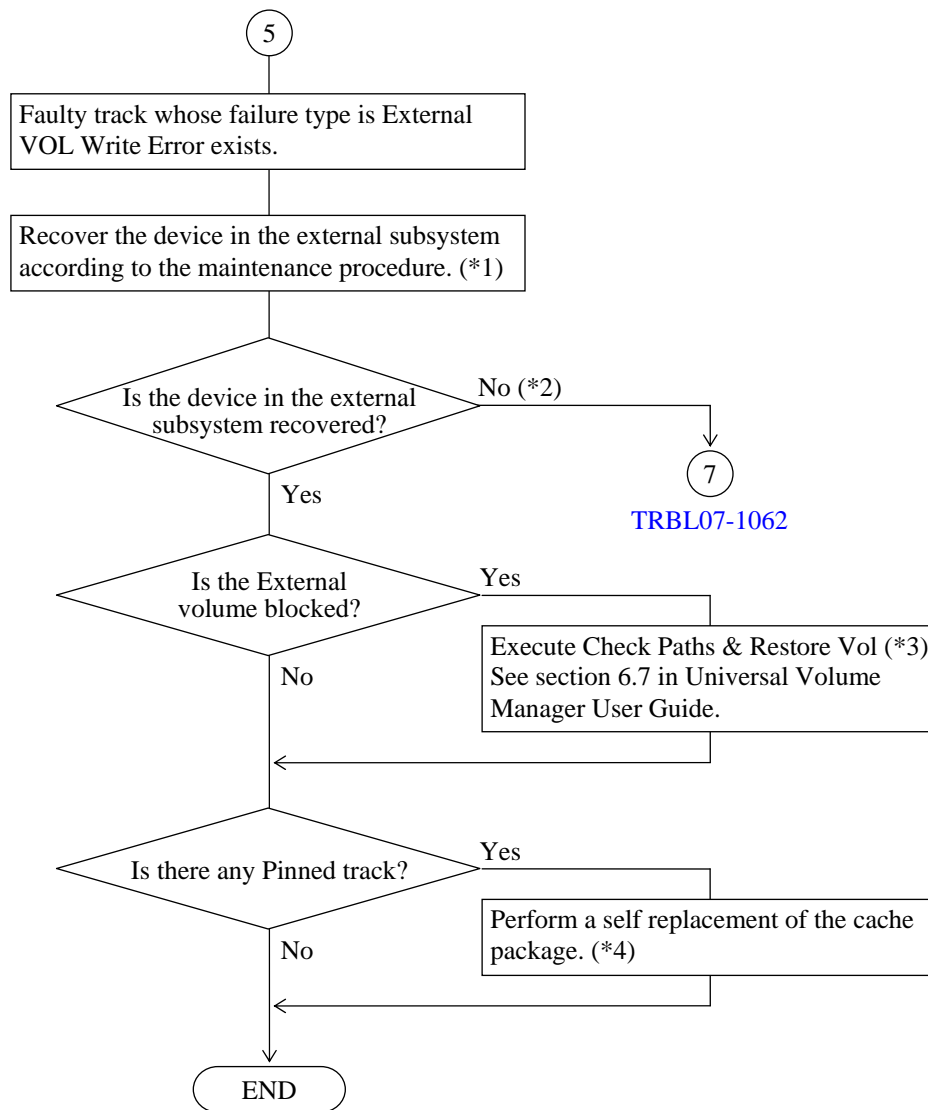 5
Faulty track whose failure type is External
VOL Write Error exists.
Recover the device in the external subsystem
according to the maintenance procedure. (*1)
Is the device in the external
subsystem recovered?
No (*2)
7
TRBL07-1062
Yes
Is the External
volume blocked?
Yes
Execute Check Paths & Restore Vol (*3)
See section 6.7 in Universal Volume
Manager User Guide.
No
Is there any Pinned track?
Yes
Perform a self replacement of the cache
package. (*4)
No
END